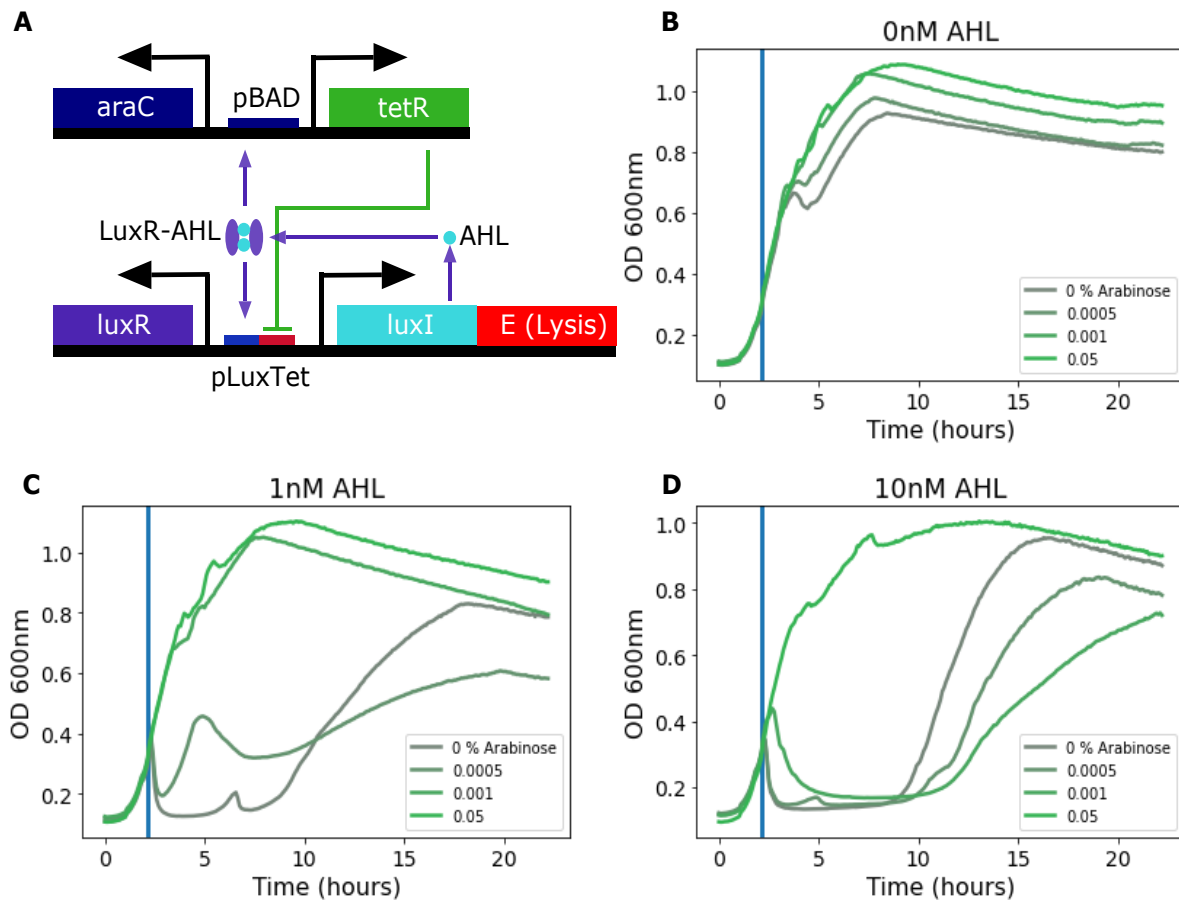 A
araC
pBAD
tetR
LuxR-AHL
AHL
luxR
luxI
E (Lysis)
pLuxTet
B
0nM AHL
OD 600nm
1.0
0.8
0.6
0.4
0.2
0 % Arabinose
0.0005
0.001
0.05
0
5
10
15
20
Time (hours)
C
1nM AHL
OD 600nm
1.0
0.8
0.6
0.4
0.2
0 % Arabinose
0.0005
0.001
0.05
0
5
10
15
20
Time (hours)
D
10nM AHL
OD 600nm
1.0
0.8
0.6
0.4
0.2
0 % Arabinose
0.0005
0.001
0.05
0
5
10
15
20
Time (hours)